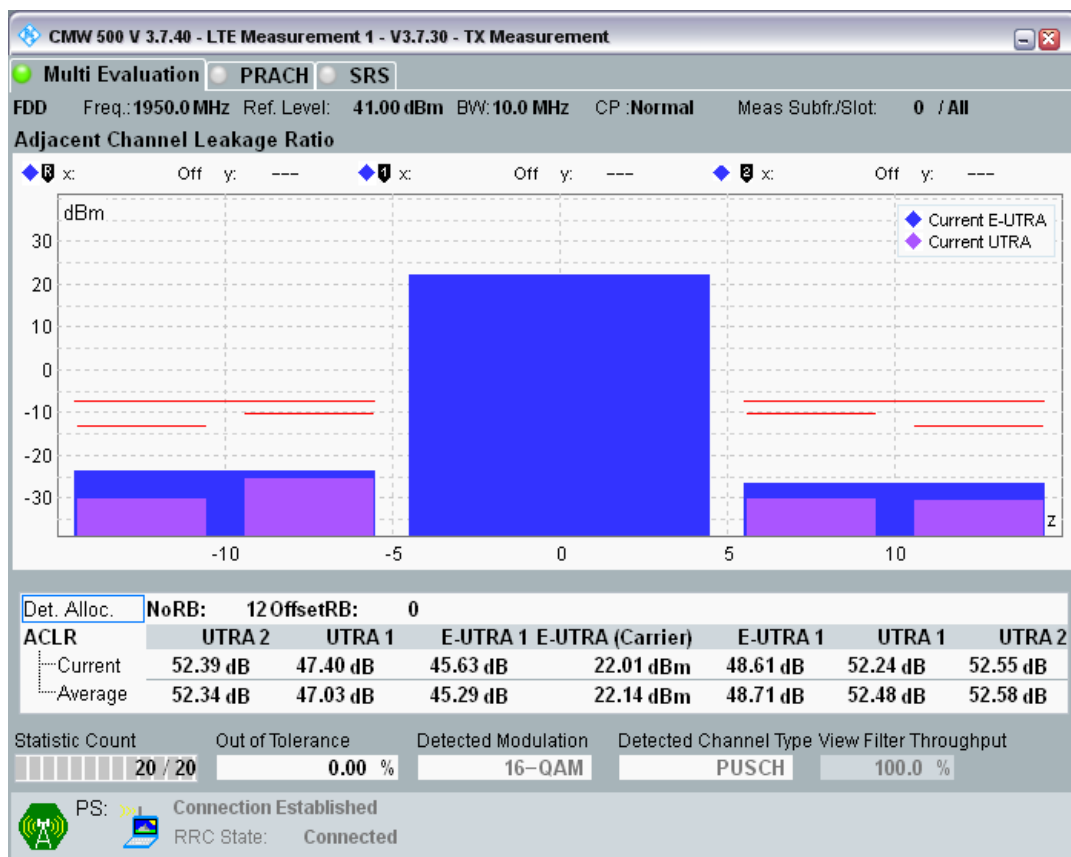 CMW 500 V 3.7.40 - LTE Measurement 1 - V3.7.30 - TX Measurement
Multi Evaluation PRACH SRS
FDD Freq.: 1950.0 MHz Ref. Level: 41.00 dBm BW: 10.0 MHz CP :Normal Meas Subfr./Slot: 0 / All
Adjacent Channel Leakage Ratio
R x: Off y: --- 1 x: Off y: --- 2 x: Off y: ---
dBm
Current E-UTRA
Current UTRA
30
20
10
0
-10
-20
-30
z
-10 -5 0 5 10
Det. Alloc. NoRB: 12 OffsetRB: 0
ACLR UTRA 2 UTRA 1 E-UTRA 1 E-UTRA (Carrier) E-UTRA 1 UTRA 1 UTRA 2
Current 52.39 dB 47.40 dB 45.63 dB 22.01 dBm 48.61 dB 52.24 dB 52.55 dB
Average 52.34 dB 47.03 dB 45.29 dB 22.14 dBm 48.71 dB 52.48 dB 52.58 dB
Statistic Count Out of Tolerance Detected Modulation Detected Channel Type View Filter Throughput
20 / 20 0.00 % 16-QAM PUSCH 100.0 %
PS: Connection Established
RRC State: Connected